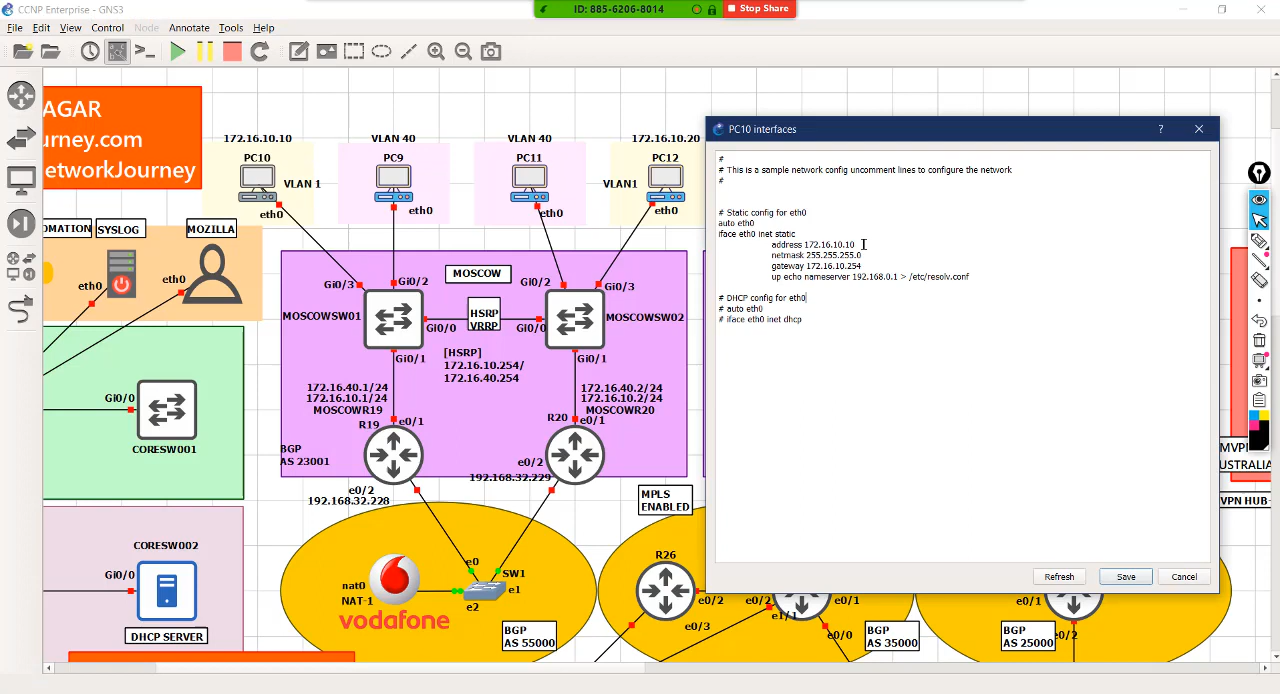 CCNP Enterprise - GNS3
ID: 885-6206-8014
Stop Share
File Edit View Control Node Annotate Tools Help
AGAR
urney.com
etworkJourney
172.16.10.10
VLAN 40
VLAN 40
172.16.10.20
PC10
PC9
PC11
PC12
VLAN 1
VLAN1
eth0
eth0
eth0
eth0
OMATION
SYSLOG
MOZILLA
eth0
eth0
MOSCOW
Gi0/3
Gi0/2
Gi0/2
Gi0/3
MOSCOWSW01
HSRP
VRRP
MOSCOWSW02
Gi0/0
Gi0/0
Gi0/1
[HSRP]
172.16.10.254/
172.16.40.254
Gi0/1
172.16.40.1/24
172.16.10.1/24
MOSCOWR19
172.16.40.2/24
172.16.10.2/24
MOSCOWR20
R19
e0/1
R20
e0/1
BGP
AS 23001
e0/2
192.168.32.228
e0/2
192.168.32.229
Gi0/0
CORESW001
CORESW002
Gi0/0
DHCP SERVER
MPLS
ENABLED
nat0
NAT-1
vodafone
e0
SW1
e1
e2
BGP
AS 55000
R26
e0/2
e0/3
e0/2
e0/1
e1/1
e0/0
BGP
AS 35000
e0/1
BGP
AS 25000
e0/2
MVPI
USTRALIA
VPN HUB-
PC10 interfaces
?
#
# This is a sample network config uncomment lines to configure the network
#
# Static config for eth0
auto eth0
iface eth0 inet static
address 172.16.10.10
netmask 255.255.255.0
gateway 172.16.10.254
up echo nameserver 192.168.0.1 > /etc/resolv.conf
# DHCP config for eth0
# auto eth0
# iface eth0 inet dhcp
Refresh
Save
Cancel